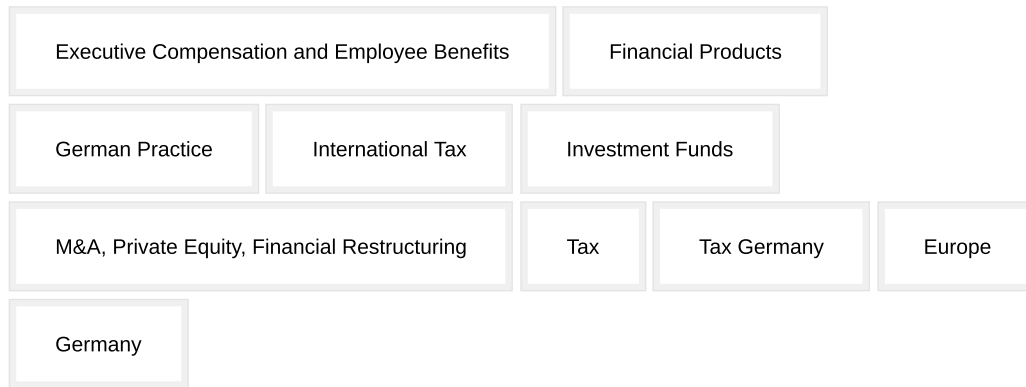 Executive Compensation and Employee Benefits Financial Products
German Practice International Tax Investment Funds
M&A, Private Equity, Financial Restructuring Tax Tax Germany Europe
Germany